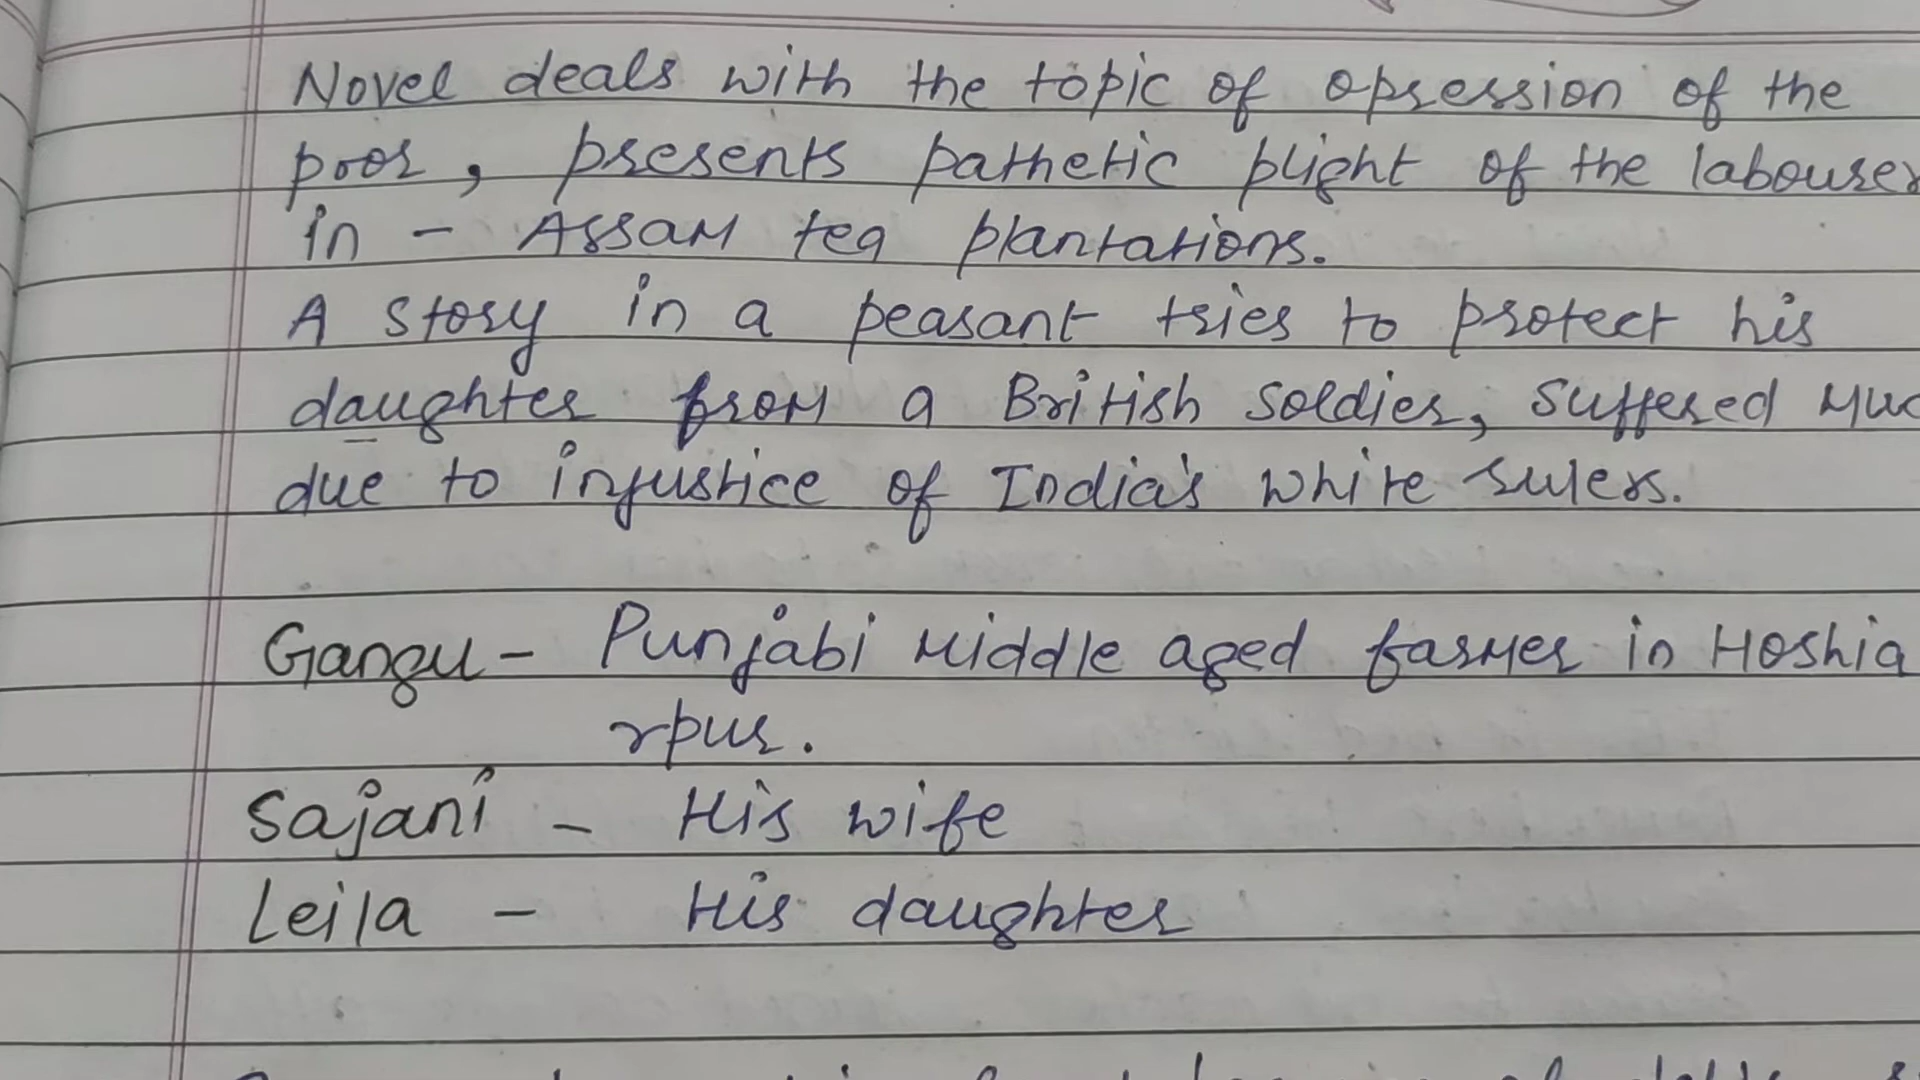 Novel deals with the topic of opression of the
poor, presents pathetic plight of the labourer
in - Assam tea plantations.
A story in a peasant tries to protect his
daughter from a British soldier, suffered muc
due to injustice of India's white rulers.
Gangu - Punjabi middle aged farmer in Hoshia
rpur.
Sajani - His wife
Leila - His daughter